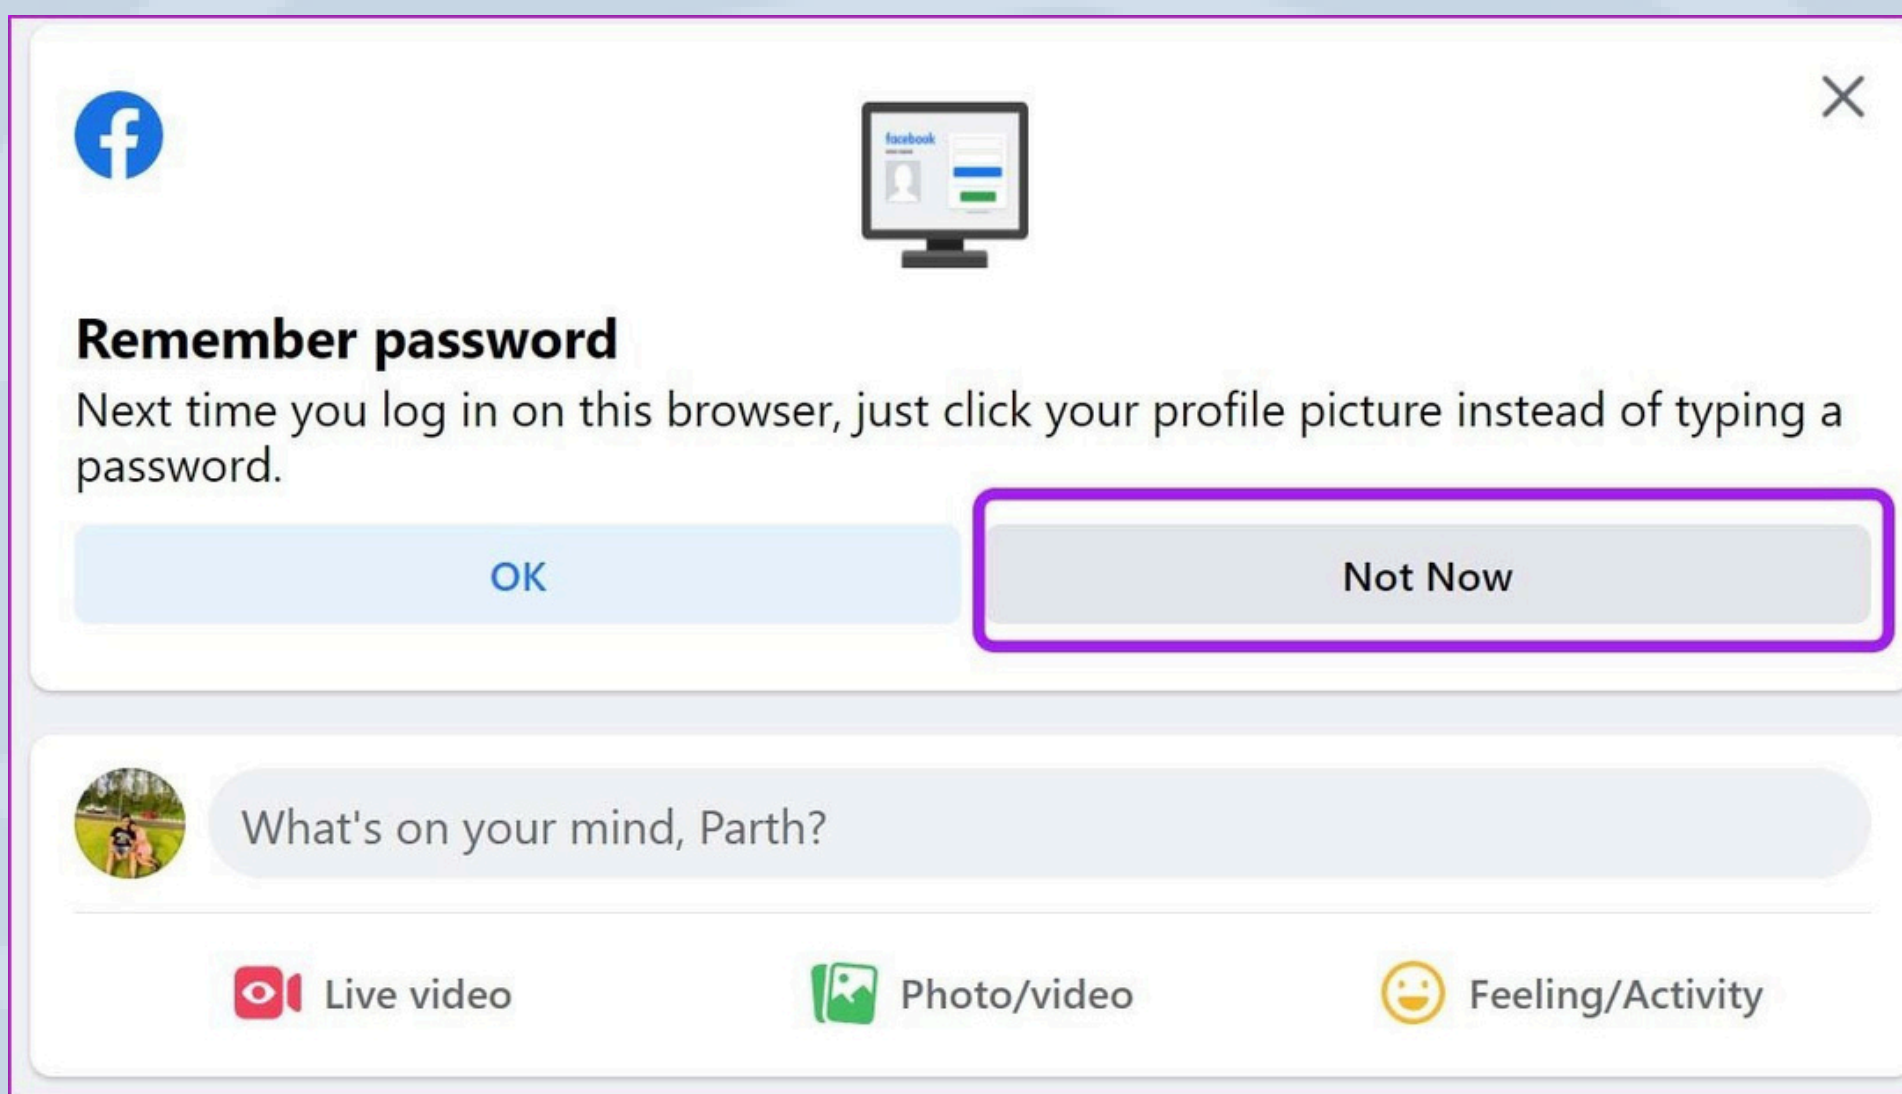 facebook
Remember password
Next time you log in on this browser, just click your profile picture instead of typing a
password.
OK
Not Now
What's on your mind, Parth?
Live video
Photo/video
Feeling/Activity